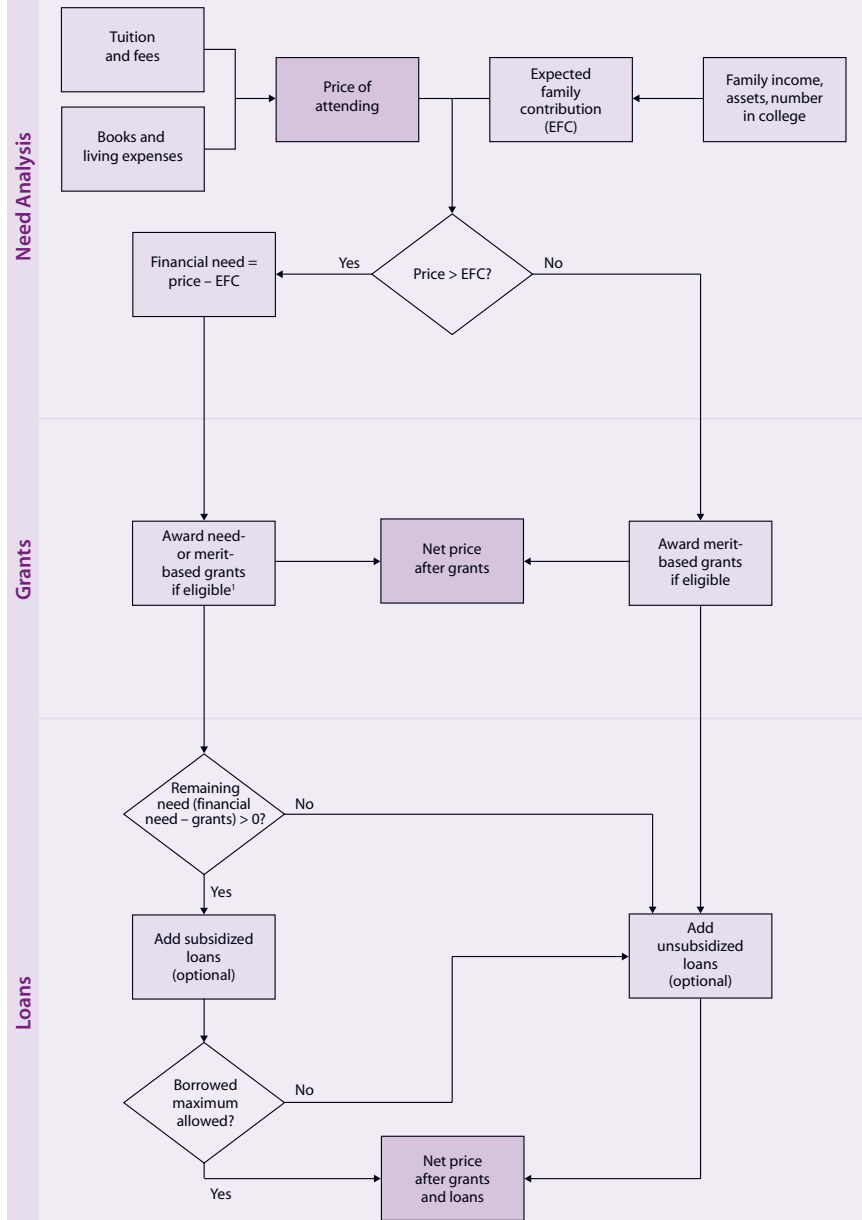 Need Analysis
Tuition
and fees
Books and
living expenses
Price of
attending
Expected
family
contribution
(EFC)
Family income,
assets, number
in college
Financial need =
price – EFC
Yes
Price > EFC?
No
Grants
Award need-
or merit-
based grants
if eligible¹
Net price
after grants
Award merit-
based grants
if eligible
Loans
Remaining
need (financial
need – grants) > 0?
No
Yes
Add subsidized
loans
(optional)
Add
unsubsidized
loans
(optional)
Borrowed
maximum
allowed?
No
Yes
Net price
after grants
and loans